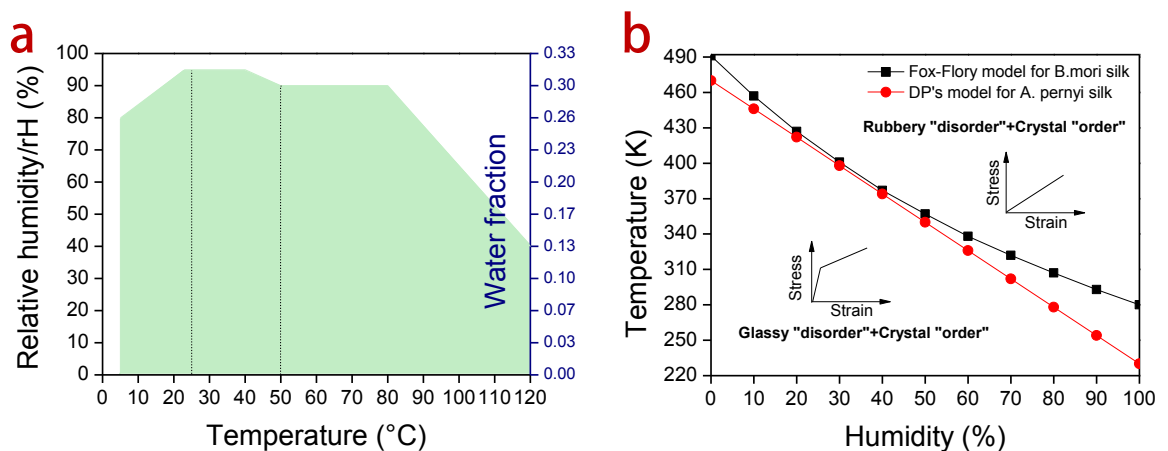 a
Relative humidity/rH (%)
100
90
80
70
60
50
40
30
20
10
0
0 10 20 30 40 50 60 70 80 90 100 110 120
Temperature (°C)
Water fraction
0.33
0.30
0.26
0.23
0.20
0.17
0.13
0.10
0.07
0.03
0.00
b
Temperature (K)
490
460
430
400
370
340
310
280
250
220
Fox-Flory model for B.mori silk
DP's model for A. pernyi silk
Rubbery "disorder"+Crystal "order"
Stress
Strain
Stress
Strain
Glassy "disorder"+Crystal "order"
0 10 20 30 40 50 60 70 80 90 100
Humidity (%)